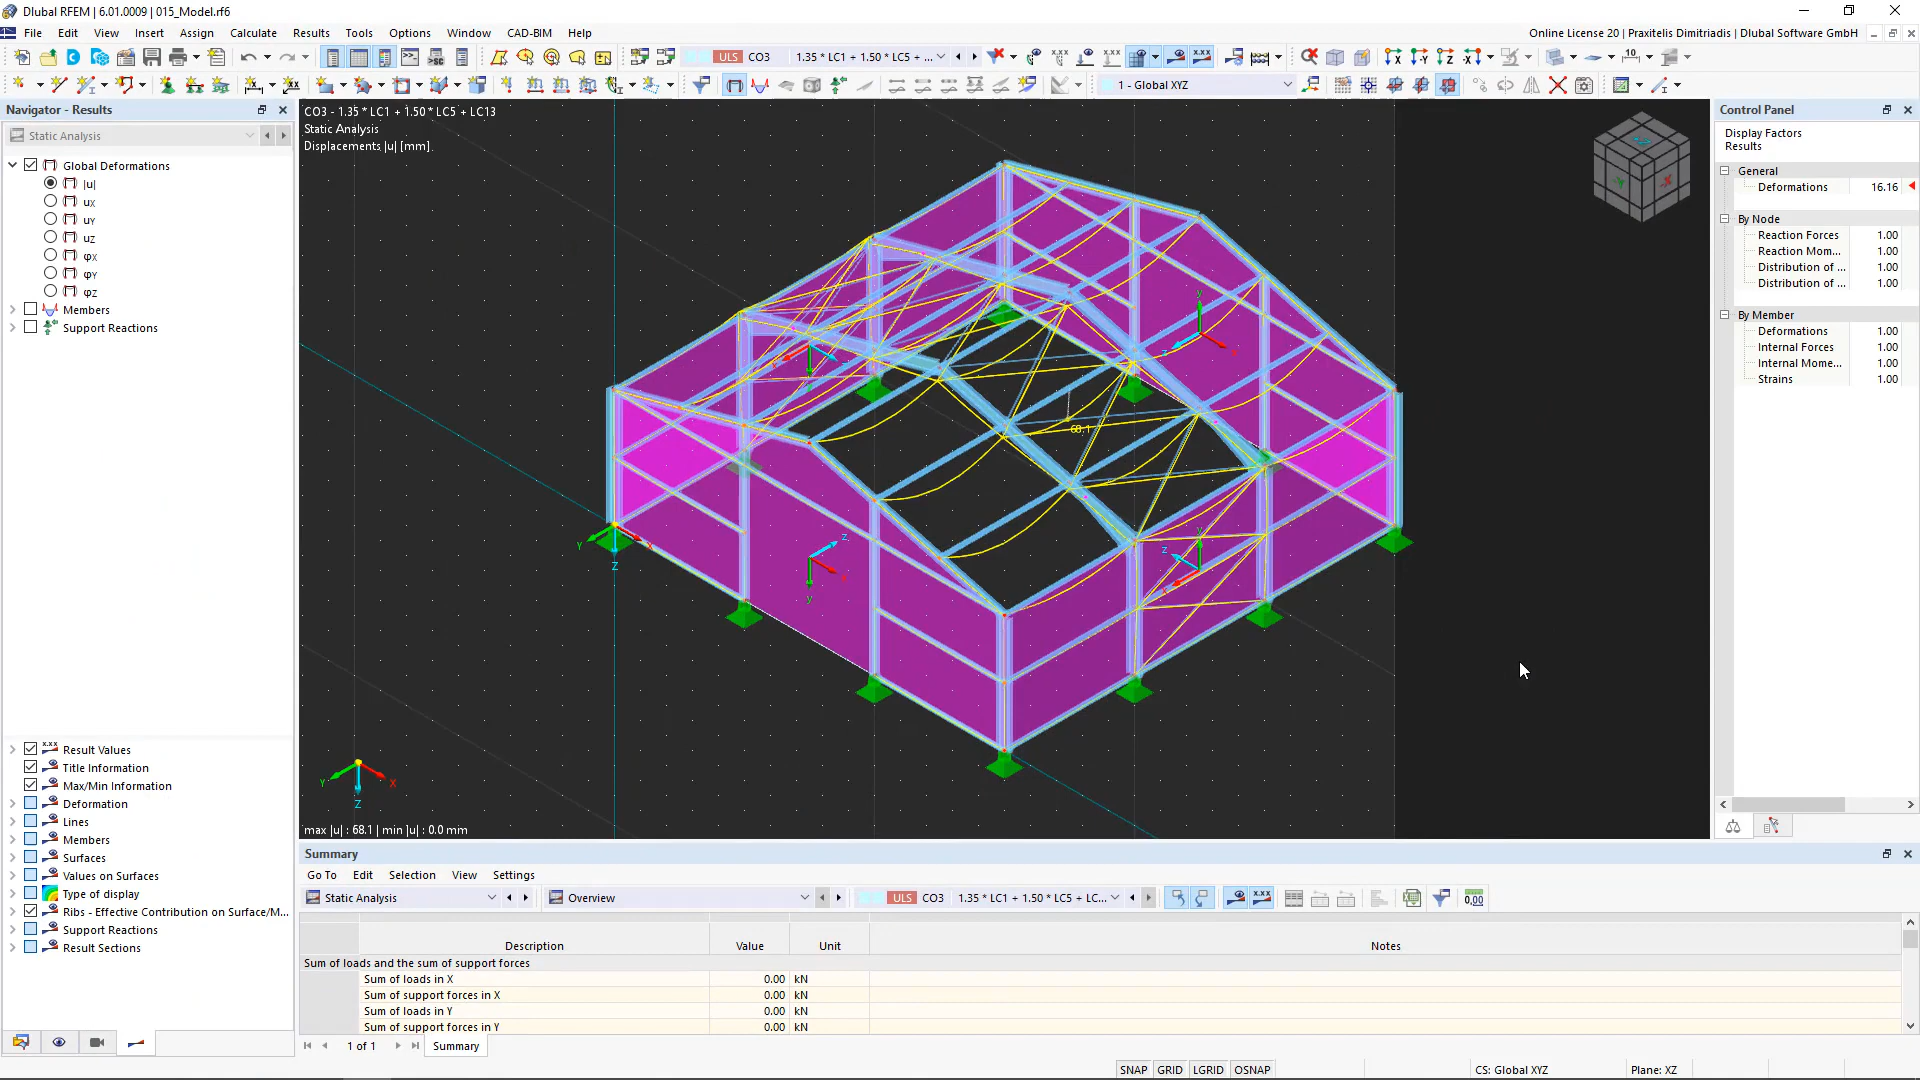 Dlubal RFEM | 6.01.0009 | 015_Model.rf6
File Edit View Insert Assign Calculate Results Tools Options Window CAD-BIM Help
Online License 20 | Praxitelis Dimitriadis | Dlubal Software GmbH
ULS CO3 1.35 * LC1 + 1.50 * LC5 + ...
1 - Global XYZ
Navigator - Results
Static Analysis
Global Deformations
|u|
uX
uY
uZ
φX
φY
φZ
Members
Support Reactions
Result Values
Title Information
Max/Min Information
Deformation
Lines
Members
Surfaces
Values on Surfaces
Type of display
Ribs - Effective Contribution on Surface/M...
Support Reactions
Result Sections
CO3 - 1.35 * LC1 + 1.50 * LC5 + LC13
Static Analysis
Displacements |u| [mm]
68.1
max |u| : 68.1 | min |u| : 0.0 mm
Control Panel
Display Factors
Results
General
Deformations 16.16
By Node
Reaction Forces 1.00
Reaction Mom... 1.00
Distribution of ... 1.00
Distribution of ... 1.00
By Member
Deformations 1.00
Internal Forces 1.00
Internal Mome... 1.00
Strains 1.00
Summary
Go To Edit Selection View Settings
Static Analysis Overview ULS CO3 1.35 * LC1 + 1.50 * LC5 + LC...
Description Value Unit Notes
Sum of loads and the sum of support forces
Sum of loads in X 0.00 kN
Sum of support forces in X 0.00 kN
Sum of loads in Y 0.00 kN
Sum of support forces in Y 0.00 kN
1 of 1 Summary
SNAP GRID LGRID OSNAP CS: Global XYZ Plane: XZ